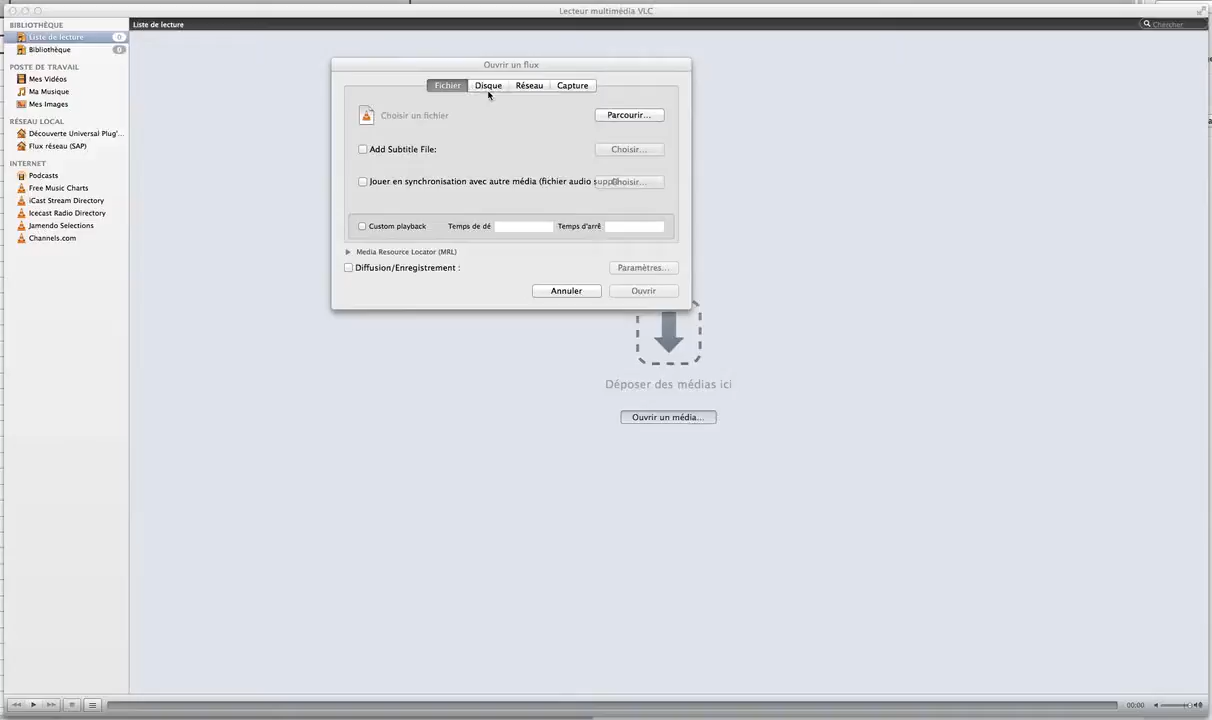 Lecteur multimédia VLC
BIBLIOTHÈQUE
Liste de lecture
0
Bibliothèque
0
POSTE DE TRAVAIL
Mes Vidéos
Ma Musique
Mes Images
RÉSEAU LOCAL
Découverte Universal Plug'...
Flux réseau (SAP)
INTERNET
Podcasts
Free Music Charts
iCast Stream Directory
Icecast Radio Directory
Jamendo Selections
Channels.com
Liste de lecture
Chercher
Ouvrir un flux
Fichier Disque Réseau Capture
Choisir un fichier
Parcourir...
Add Subtitle File:
Choisir...
Jouer en synchronisation avec autre média (fichier audio
Choisir...
Custom playback Temps de dé Temps d'arrê
Media Resource Locator (MRL)
Diffusion/Enregistrement :
Paramètres...
Annuler
Ouvrir
Déposer des médias ici
Ouvrir un média...
00:00